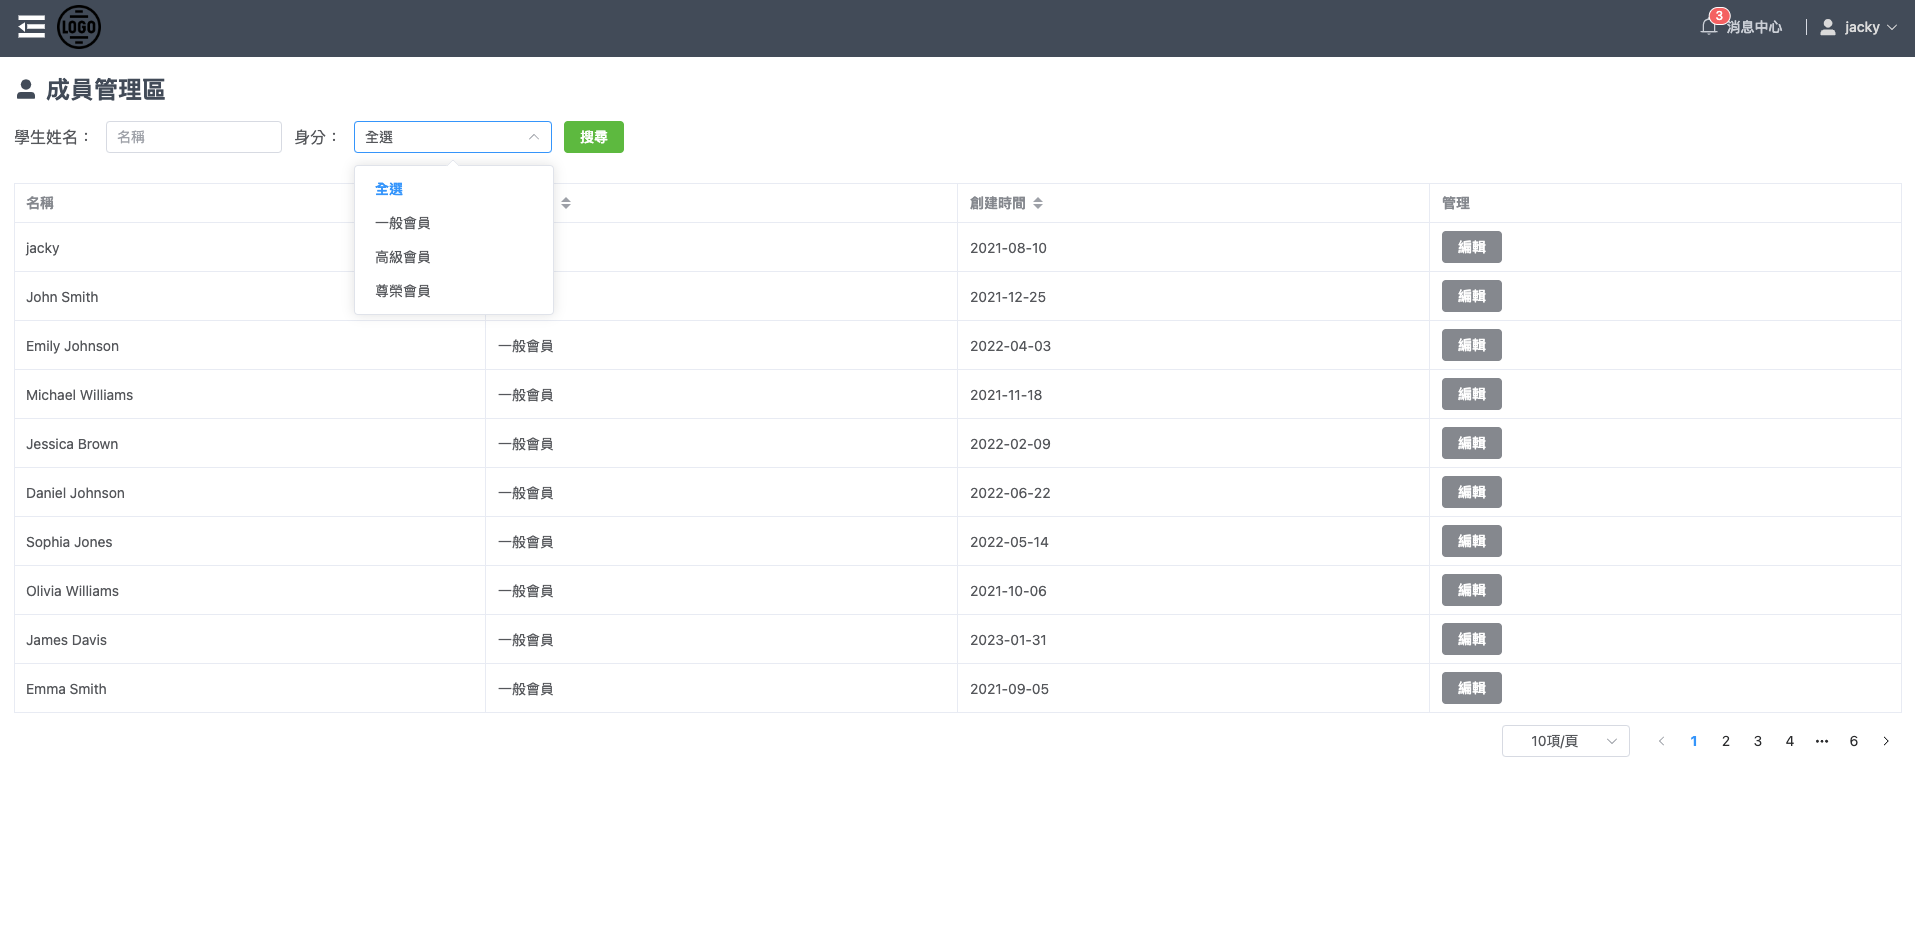 LOGO
3
消息中心
jacky
成員管理區
學生姓名：
名稱
身分：
全選
搜尋
全選
一般會員
高級會員
尊榮會員
名稱
創建時間
管理
jacky
2021-08-10
編輯
John Smith
2021-12-25
編輯
Emily Johnson
一般會員
2022-04-03
編輯
Michael Williams
一般會員
2021-11-18
編輯
Jessica Brown
一般會員
2022-02-09
編輯
Daniel Johnson
一般會員
2022-06-22
編輯
Sophia Jones
一般會員
2022-05-14
編輯
Olivia Williams
一般會員
2021-10-06
編輯
James Davis
一般會員
2023-01-31
編輯
Emma Smith
一般會員
2021-09-05
編輯
10項/頁
1 2 3 4 ••• 6